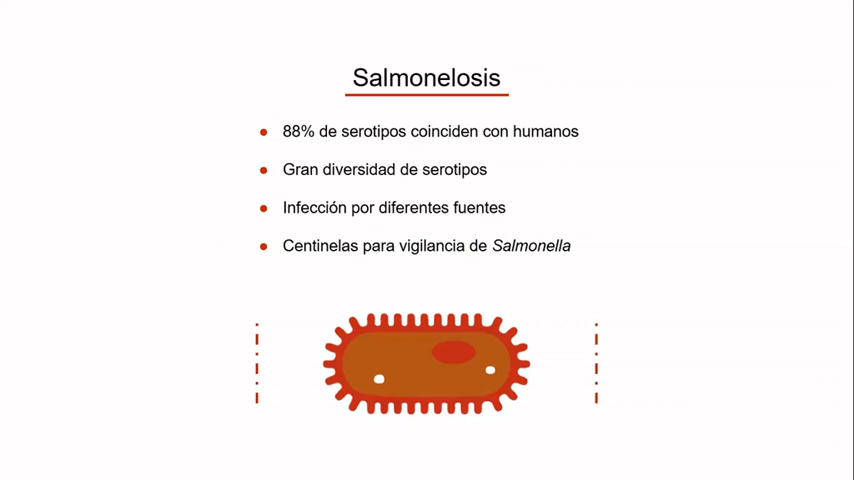 Salmonelosis
88% de serotipos coinciden con humanos
Gran diversidad de serotipos
Infección por diferentes fuentes
Centinelas para vigilancia de Salmonella